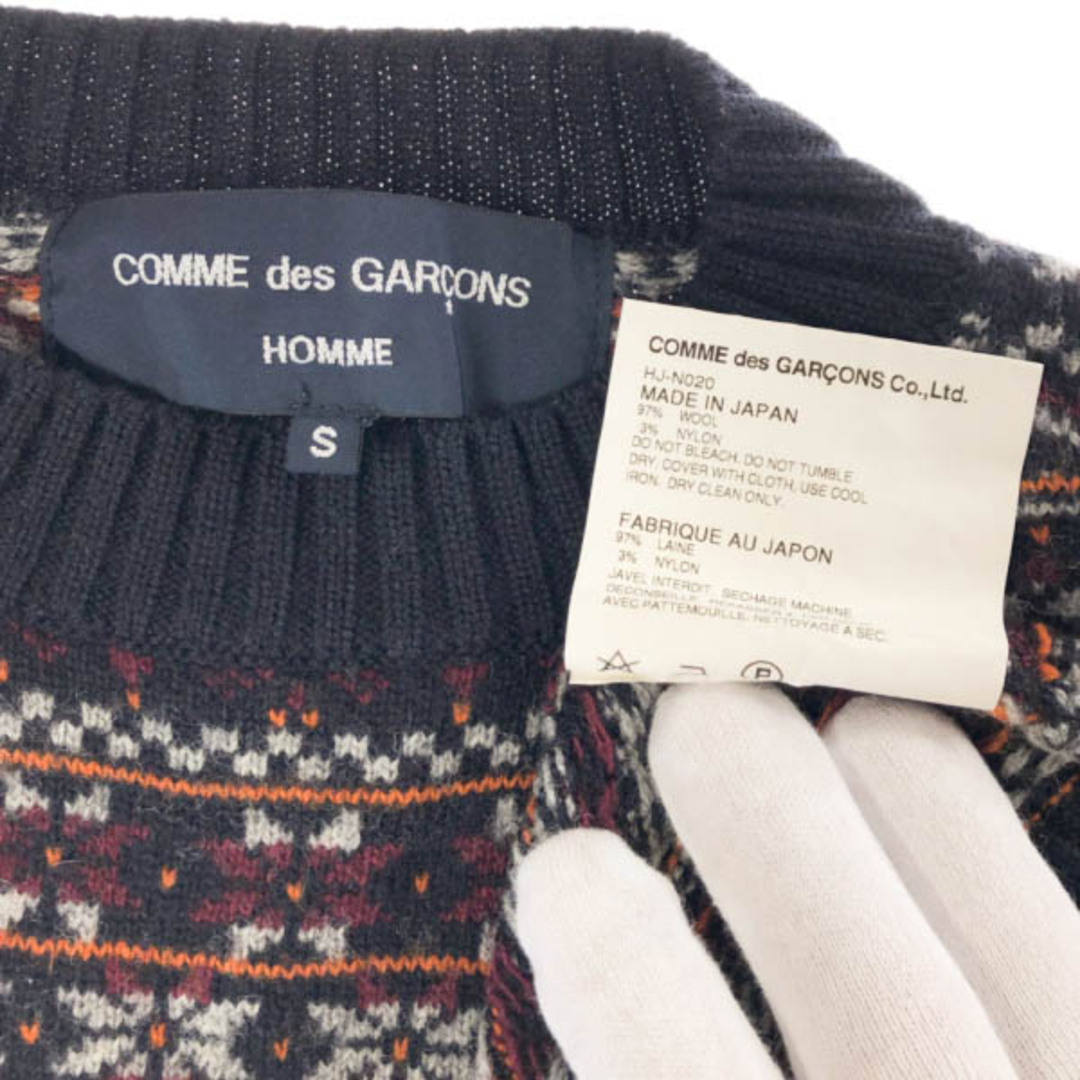 COMME des GARÇONS
HOMME
S
COMME des GARÇONS Co.,Ltd.
HJ-N020
MADE IN JAPAN
97% WOOL
3% NYLON
DO NOT BLEACH. DO NOT TUMBLE
DRY. COVER WITH CLOTH. USE COOL
IRON. DRY CLEAN ONLY.
FABRIQUE AU JAPON
97% LAINE
3% NYLON
JAVEL INTERDIT. SECHAGE MACHINE
DECONSEILLE.
AVEC PATTEMOUILLE. NETTOYAGE A SEC.
P